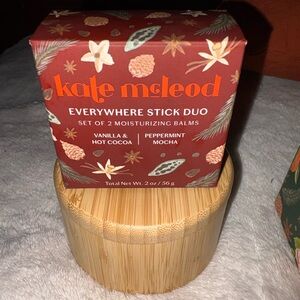 kate mcleod
EVERYWHERE STICK DUO
SET OF 2 MOISTURIZING BALMS
VANILLA & | PEPPERMINT
HOT COCOA | MOCHA
Total Net Wt. 2 oz / 56 g